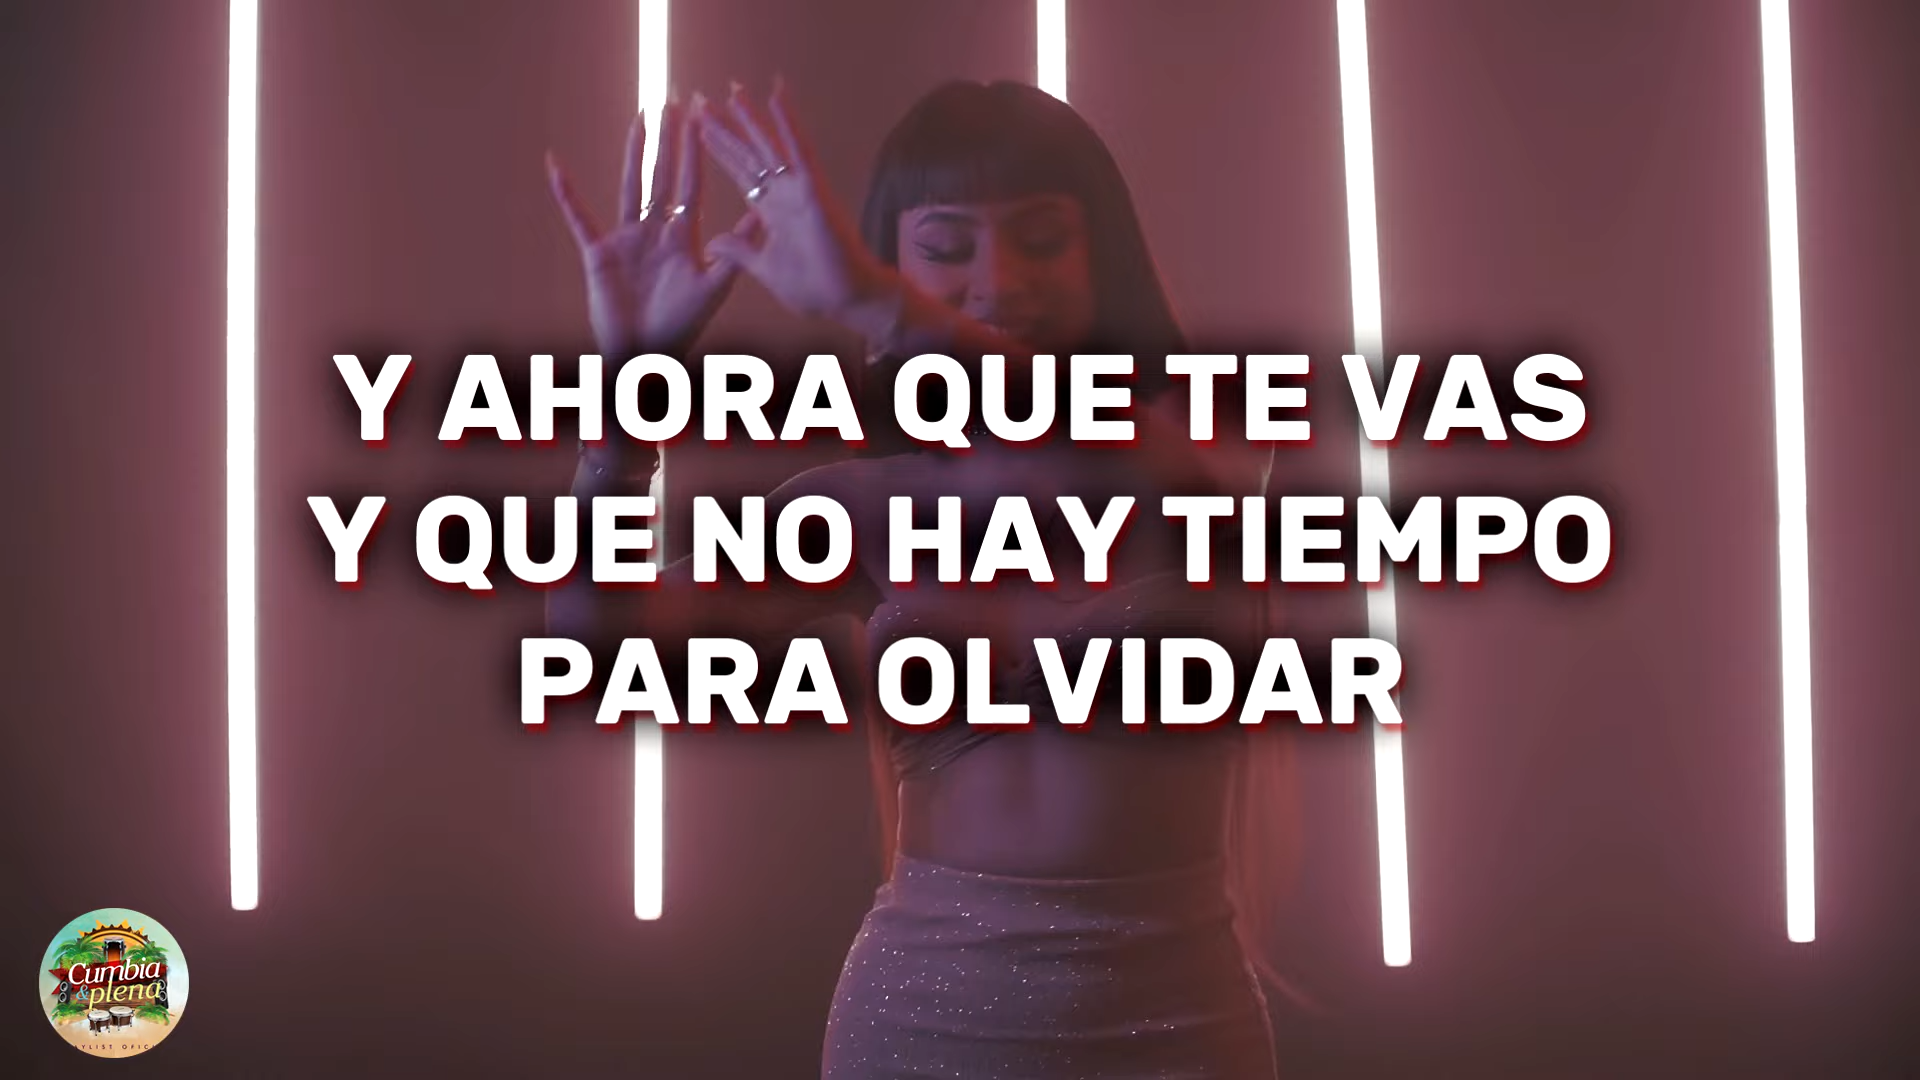 Y AHORA QUE TE VAS
Y QUE NO HAY TIEMPO
PARA OLVIDAR
Cumbia
&plena